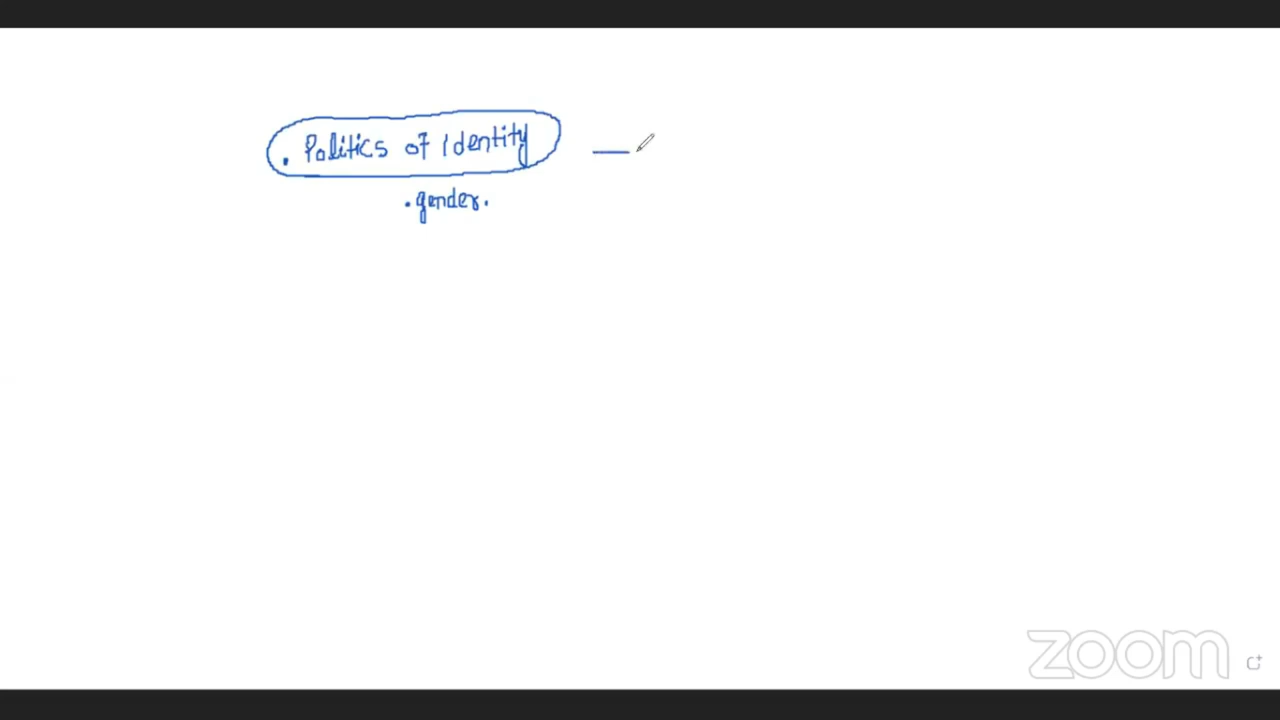 . Politics of Identity —
. gender .
zoom